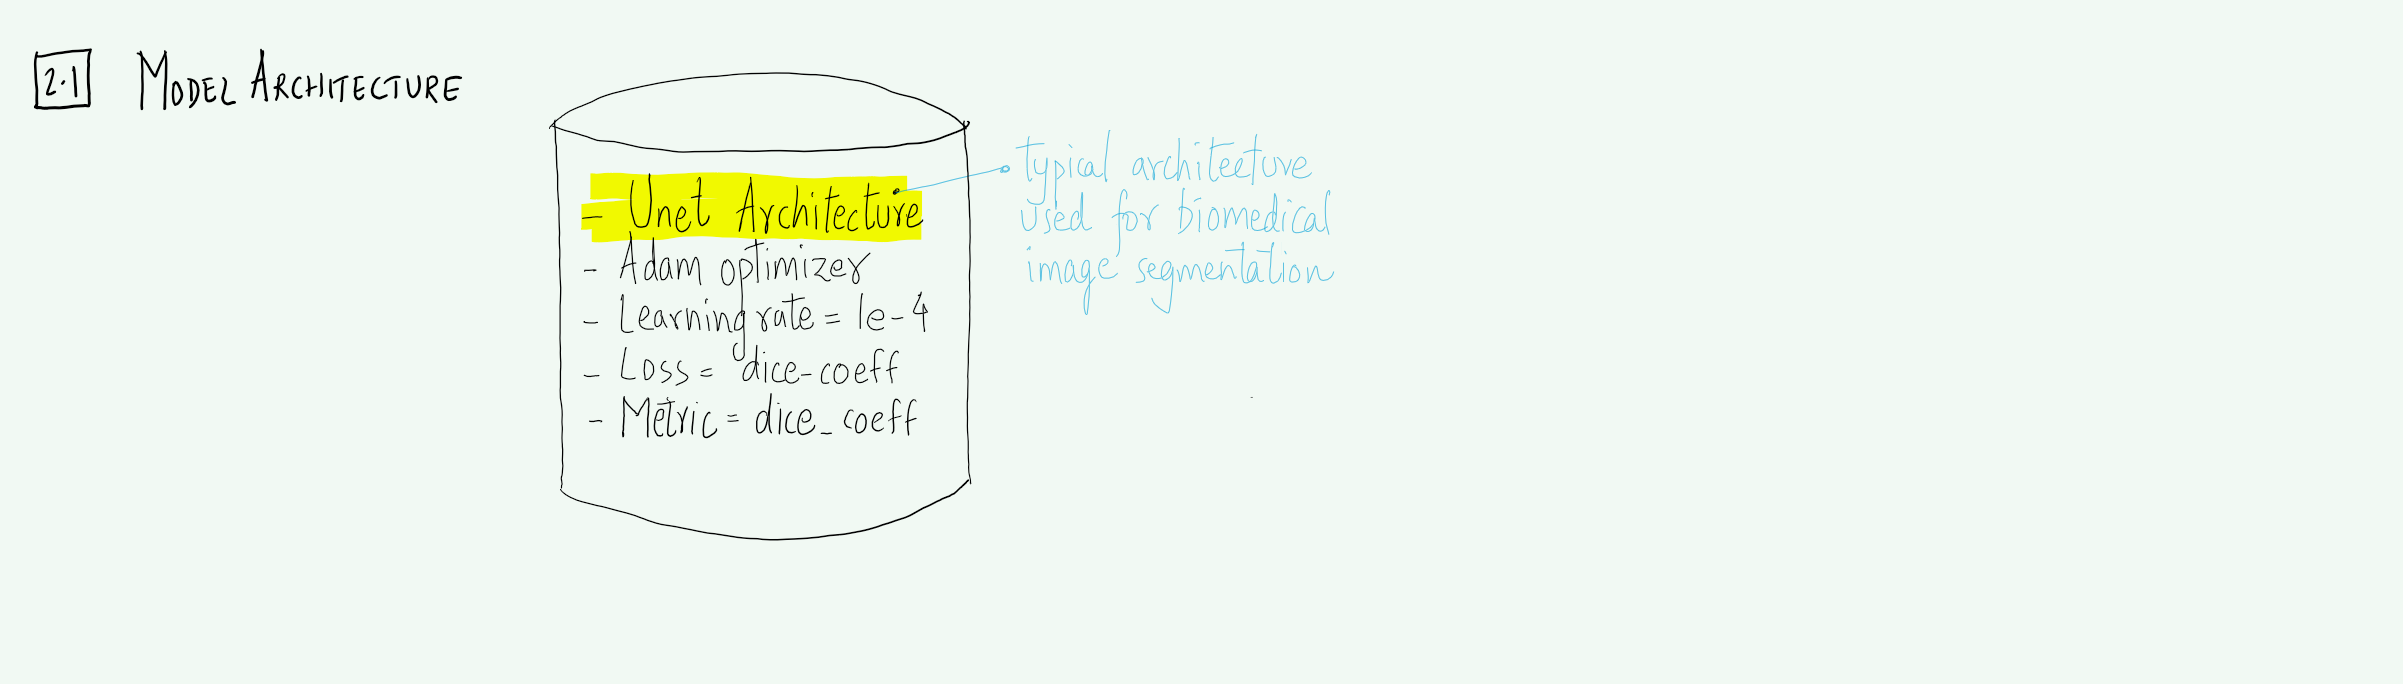 2.1 MODEL ARCHITECTURE
- Unet Architecture
- Adam optimizer
- Learning rate = 1e-4
- Loss = dice-coeff
- Metric = dice_coeff
typical architecture
used for biomedical
image segmentation